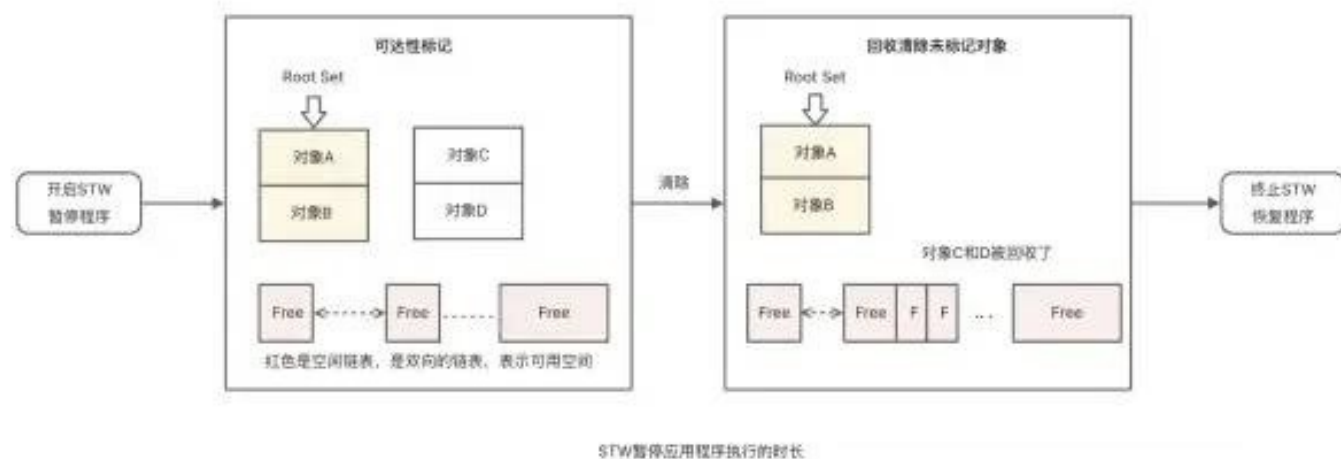 可达性标记
回收清除未标记对象
Root Set
Root Set
对象A
对象C
对象A
开启STW
暂停程序
对象B
对象D
清除
对象B
终止STW
恢复程序
对象C和D被回收了
Free
Free
Free
Free
Free
F
F
...
Free
红色是空闲链表，是双向的链表，表示可用空间
STW暂停应用程序执行的时长